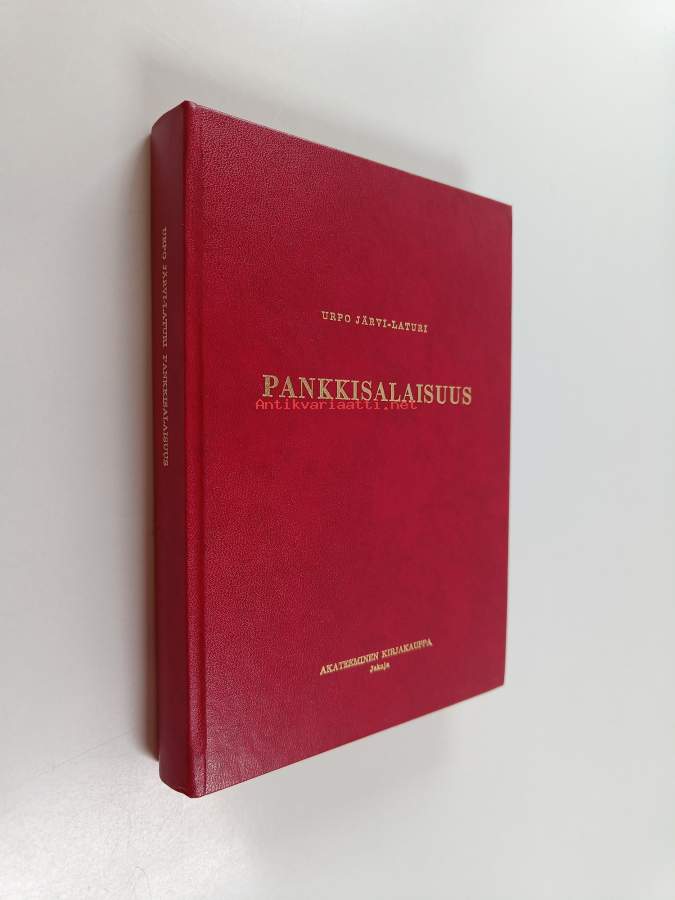 URPO JÄRVI-LATURI PANKKISALAISUUS
URPO JÄRVI-LATURI
PANKKISALAISUUS
Antikvariaatti.net
AKATEEMINEN KIRJAKAUPPA
Jakaja